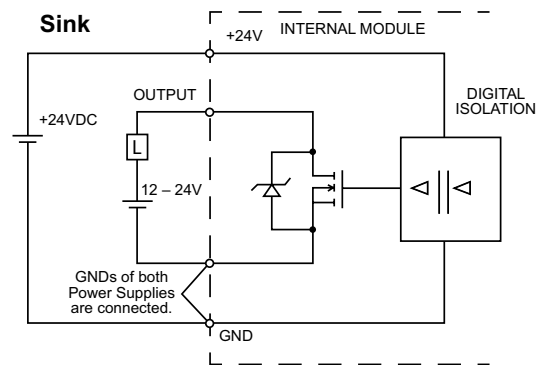 Sink
+24V
INTERNAL MODULE
OUTPUT
DIGITAL
ISOLATION
+24VDC
L
12 – 24V
GNDs of both
Power Supplies
are connected.
GND